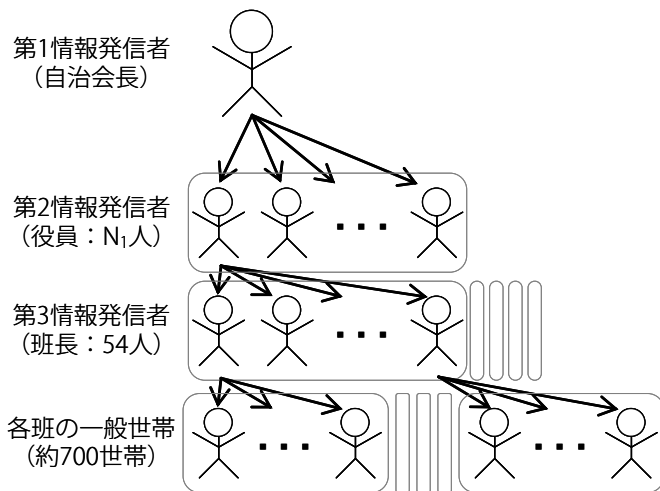 第1情報発信者
（自治会長）
第2情報発信者
（役員：N₁人）
・・・
第3情報発信者
（班長：54人）
・・・
各班の一般世帯
（約700世帯）
・・・ ・・・